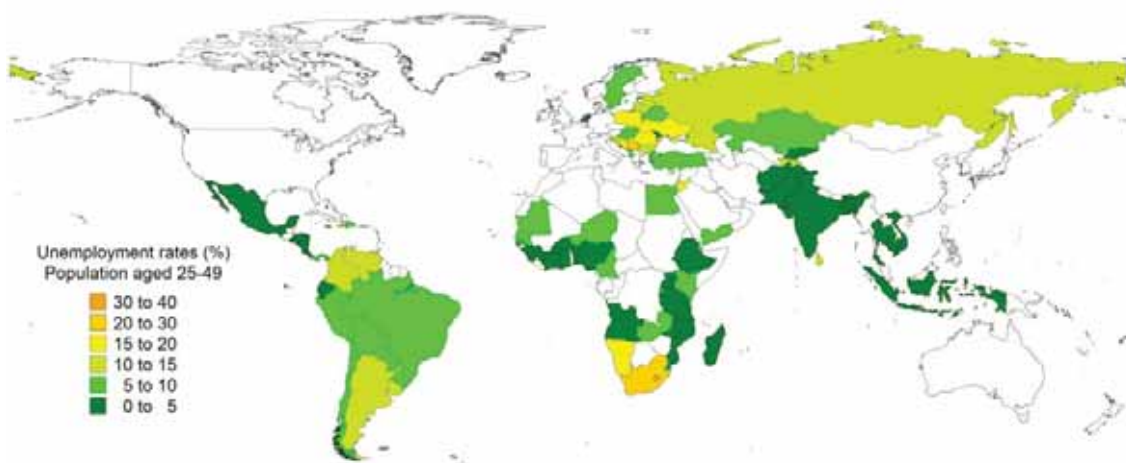 Unemployment rates (%)
Population aged 25-49
30 to 40
20 to 30
15 to 20
10 to 15
5 to 10
0 to 5